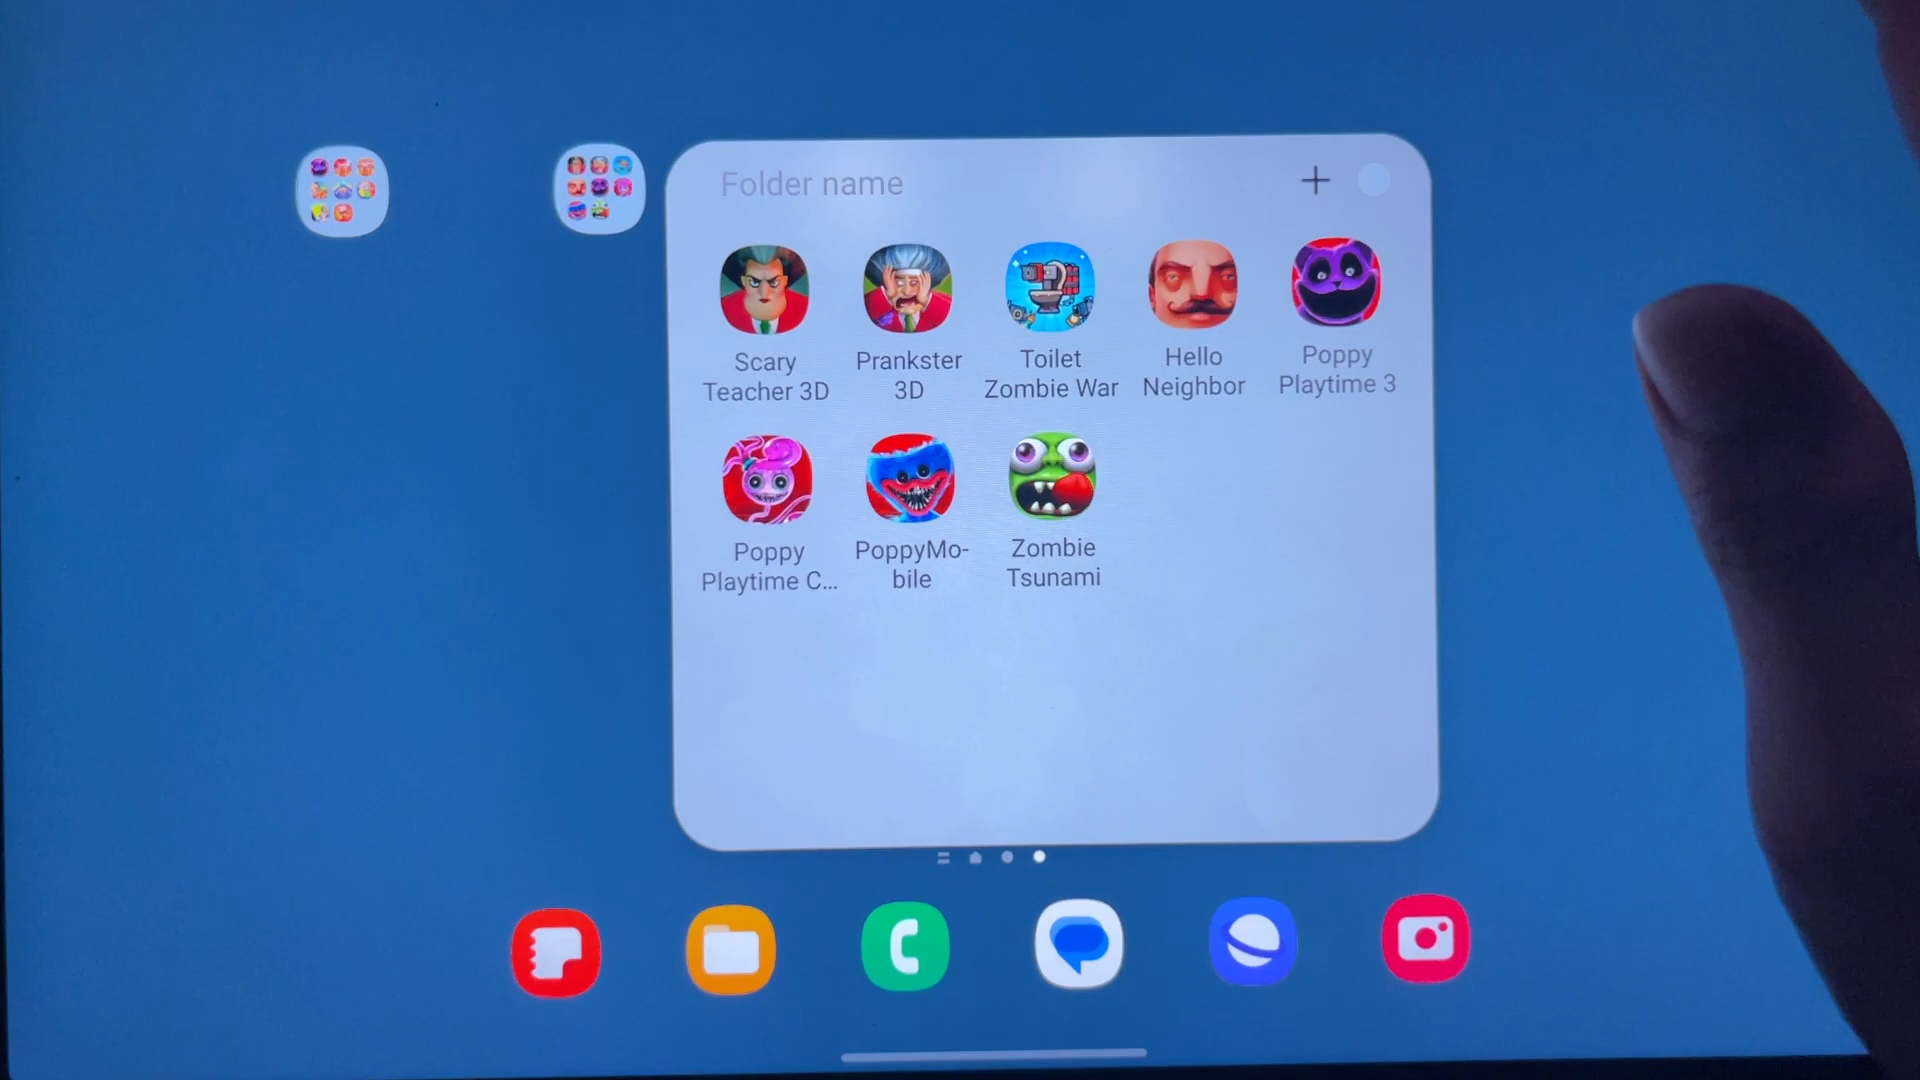 Folder name
Scary
Teacher 3D
Prankster
3D
Toilet
Zombie War
Hello
Neighbor
Poppy
Playtime 3
Poppy
Playtime C...
PoppyMo-
bile
Zombie
Tsunami